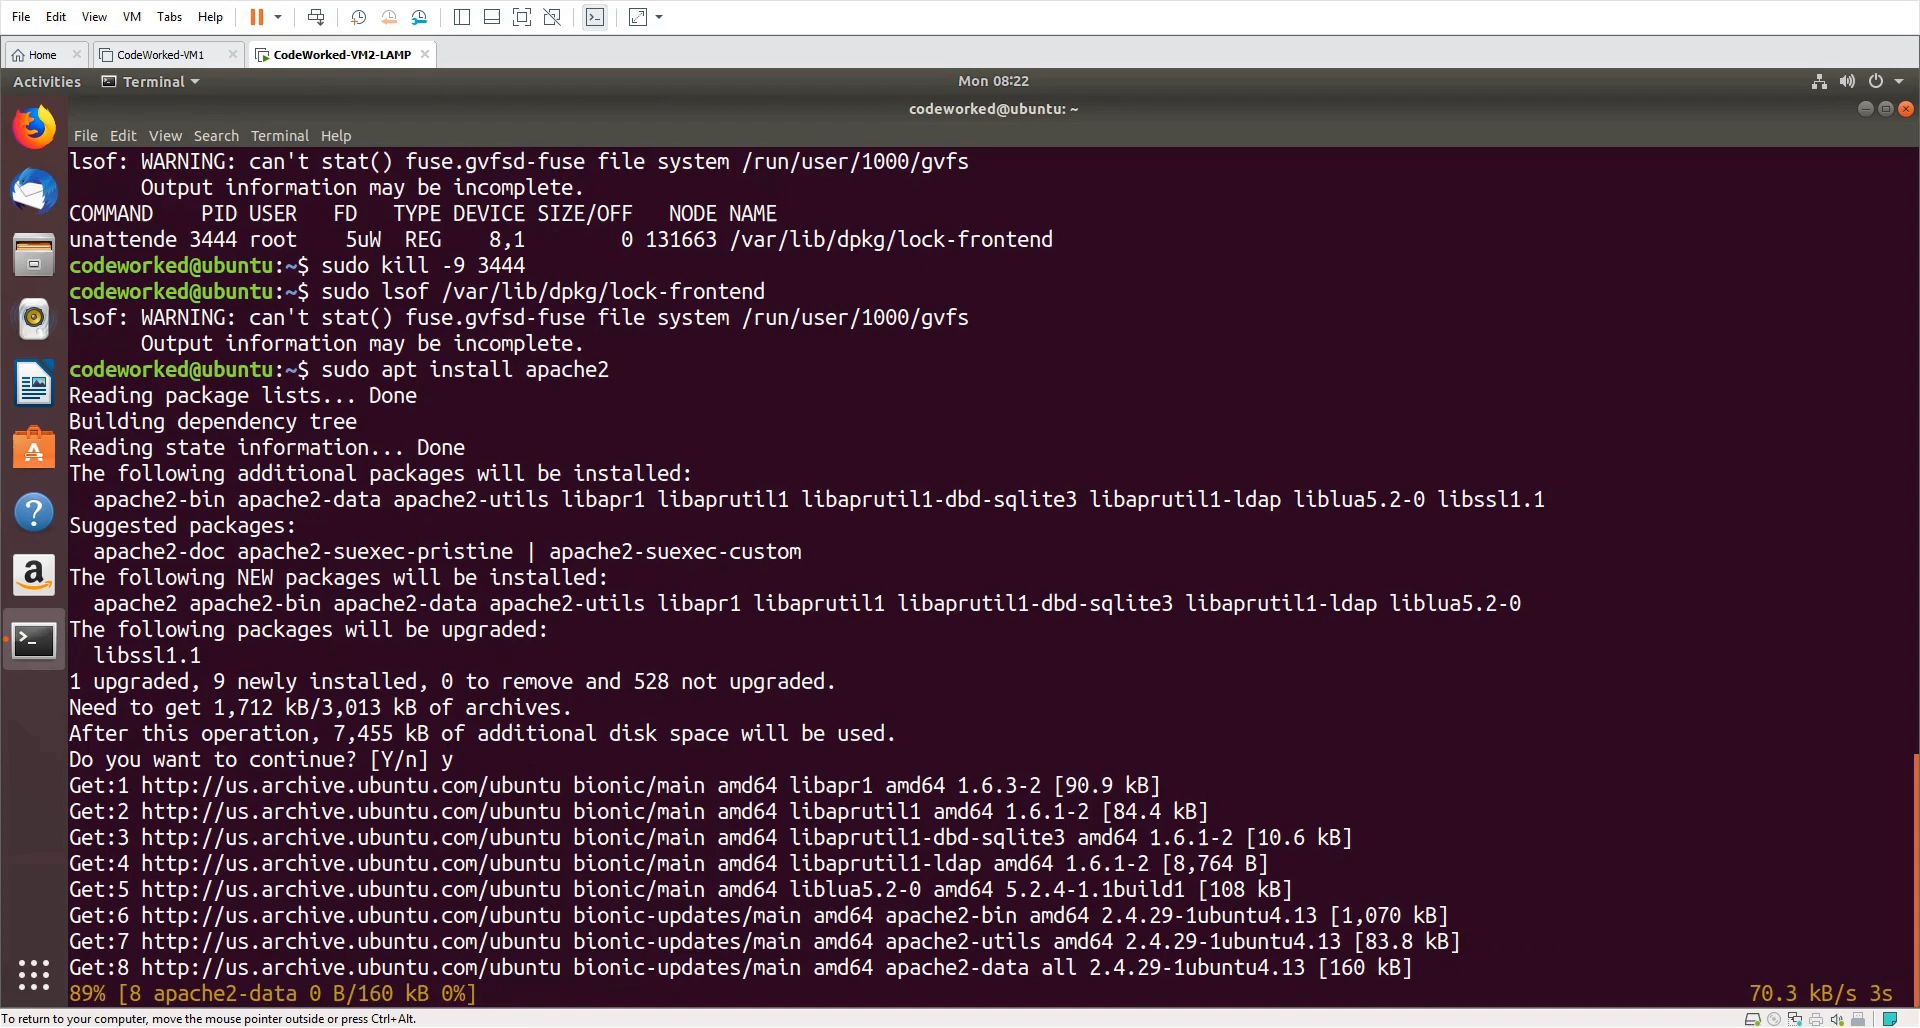 File Edit View VM Tabs Help
Home CodeWorked-VM1 CodeWorked-VM2-LAMP
Activities Terminal Mon 08:22
codeworked@ubuntu: ~
File Edit View Search Terminal Help
lsof: WARNING: can't stat() fuse.gvfsd-fuse file system /run/user/1000/gvfs
      Output information may be incomplete.
COMMAND    PID USER   FD   TYPE DEVICE SIZE/OFF   NODE NAME
unattende 3444 root    5uW  REG    8,1        0 131663 /var/lib/dpkg/lock-frontend
codeworked@ubuntu:~$ sudo kill -9 3444
codeworked@ubuntu:~$ sudo lsof /var/lib/dpkg/lock-frontend
lsof: WARNING: can't stat() fuse.gvfsd-fuse file system /run/user/1000/gvfs
      Output information may be incomplete.
codeworked@ubuntu:~$ sudo apt install apache2
Reading package lists... Done
Building dependency tree
Reading state information... Done
The following additional packages will be installed:
  apache2-bin apache2-data apache2-utils libapr1 libaprutil1 libaprutil1-dbd-sqlite3 libaprutil1-ldap liblua5.2-0 libssl1.1
Suggested packages:
  apache2-doc apache2-suexec-pristine | apache2-suexec-custom
The following NEW packages will be installed:
  apache2 apache2-bin apache2-data apache2-utils libapr1 libaprutil1 libaprutil1-dbd-sqlite3 libaprutil1-ldap liblua5.2-0
The following packages will be upgraded:
  libssl1.1
1 upgraded, 9 newly installed, 0 to remove and 528 not upgraded.
Need to get 1,712 kB/3,013 kB of archives.
After this operation, 7,455 kB of additional disk space will be used.
Do you want to continue? [Y/n] y
Get:1 http://us.archive.ubuntu.com/ubuntu bionic/main amd64 libapr1 amd64 1.6.3-2 [90.9 kB]
Get:2 http://us.archive.ubuntu.com/ubuntu bionic/main amd64 libaprutil1 amd64 1.6.1-2 [84.4 kB]
Get:3 http://us.archive.ubuntu.com/ubuntu bionic/main amd64 libaprutil1-dbd-sqlite3 amd64 1.6.1-2 [10.6 kB]
Get:4 http://us.archive.ubuntu.com/ubuntu bionic/main amd64 libaprutil1-ldap amd64 1.6.1-2 [8,764 B]
Get:5 http://us.archive.ubuntu.com/ubuntu bionic/main amd64 liblua5.2-0 amd64 5.2.4-1.1build1 [108 kB]
Get:6 http://us.archive.ubuntu.com/ubuntu bionic-updates/main amd64 apache2-bin amd64 2.4.29-1ubuntu4.13 [1,070 kB]
Get:7 http://us.archive.ubuntu.com/ubuntu bionic-updates/main amd64 apache2-utils amd64 2.4.29-1ubuntu4.13 [83.8 kB]
Get:8 http://us.archive.ubuntu.com/ubuntu bionic-updates/main amd64 apache2-data all 2.4.29-1ubuntu4.13 [160 kB]
89% [8 apache2-data 0 B/160 kB 0%] 70.3 kB/s 3s
To return to your computer, move the mouse pointer outside or press Ctrl+Alt.